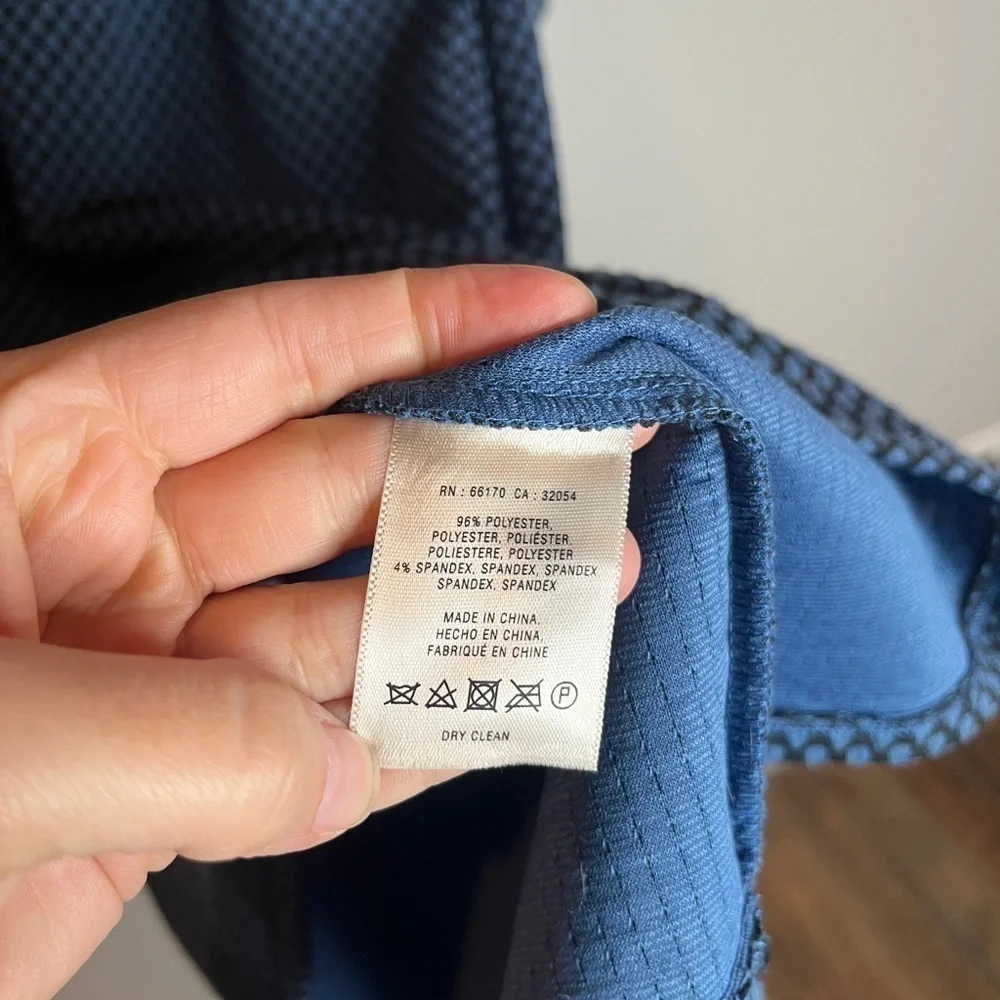 RN : 66170 CA : 32054
96% POLYESTER,
POLYESTER, POLIÉSTER,
POLIESTERE, POLYESTER
4% SPANDEX, SPANDEX, SPANDEX
SPANDEX, SPANDEX
MADE IN CHINA,
HECHO EN CHINA,
FABRIQUÉ EN CHINE
P
DRY CLEAN